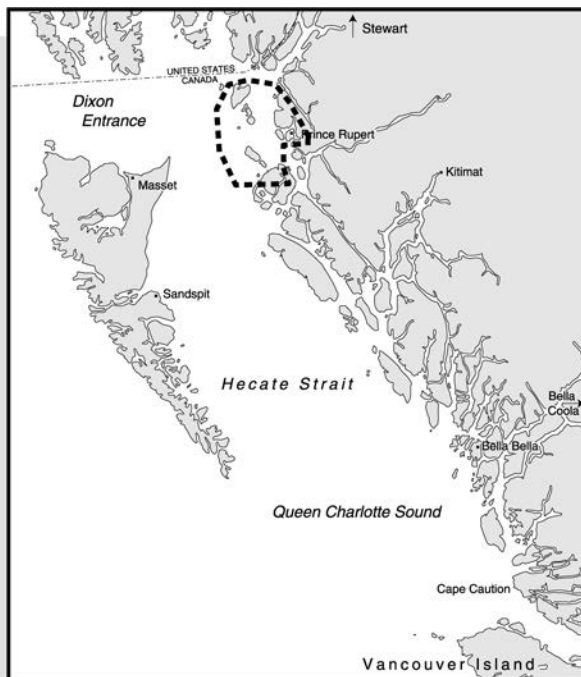 Stewart
UNITED STATES
CANADA
Dixon
Entrance
Prince Rupert
Masset
Kitimat
Sandspit
Hecate Strait
Bella
Coola
Bella Bella
Queen Charlotte Sound
Cape Caution
Vancouver Island